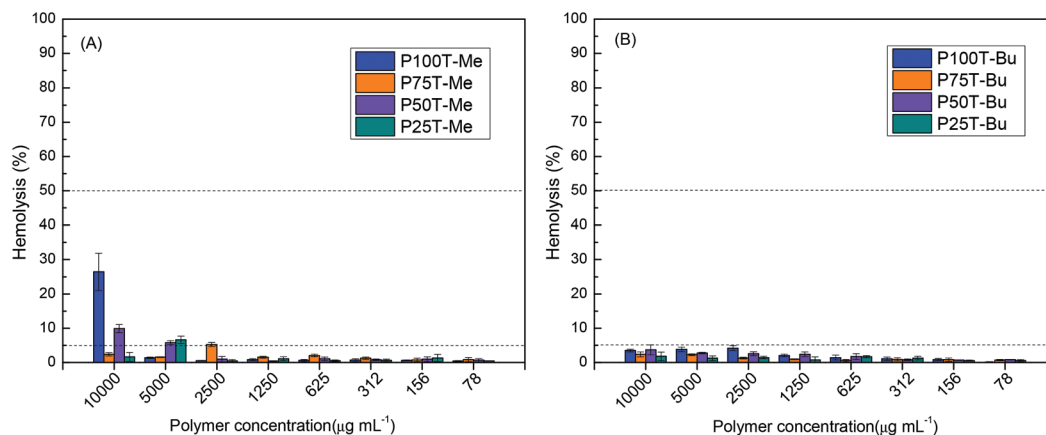 (A)
P100T-Me
P75T-Me
P50T-Me
P25T-Me
Hemolysis (%)
100
90
80
70
60
50
40
30
20
10
0
10000
5000
2500
1250
625
312
156
78
Polymer concentration(μg mL⁻¹)
(B)
P100T-Bu
P75T-Bu
P50T-Bu
P25T-Bu
Hemolysis (%)
100
90
80
70
60
50
40
30
20
10
0
10000
5000
2500
1250
625
312
156
78
Polymer concentration(μg mL⁻¹)